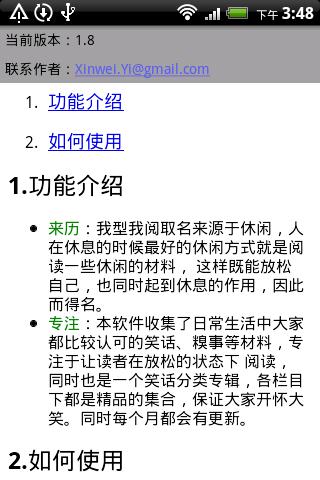 下午 3:48
当前版本：1.8
联系作者：Xinwei.Yi@gmail.com
1. 功能介绍
2. 如何使用
1.功能介绍
来历：我型我阅取名来源于休闲，人
在休息的时候最好的休闲方式就是阅
读一些休闲的材料， 这样既能放松
自己，也同时起到休息的作用，因此
而得名。
专注：本软件收集了日常生活中大家
都比较认可的笑话、糗事等材料，专
注于让读者在放松的状态下 阅读，
同时也是一个笑话分类专辑，各栏目
下都是精品的集合，保证大家开怀大
笑。同时每个月都会有更新。
2.如何使用